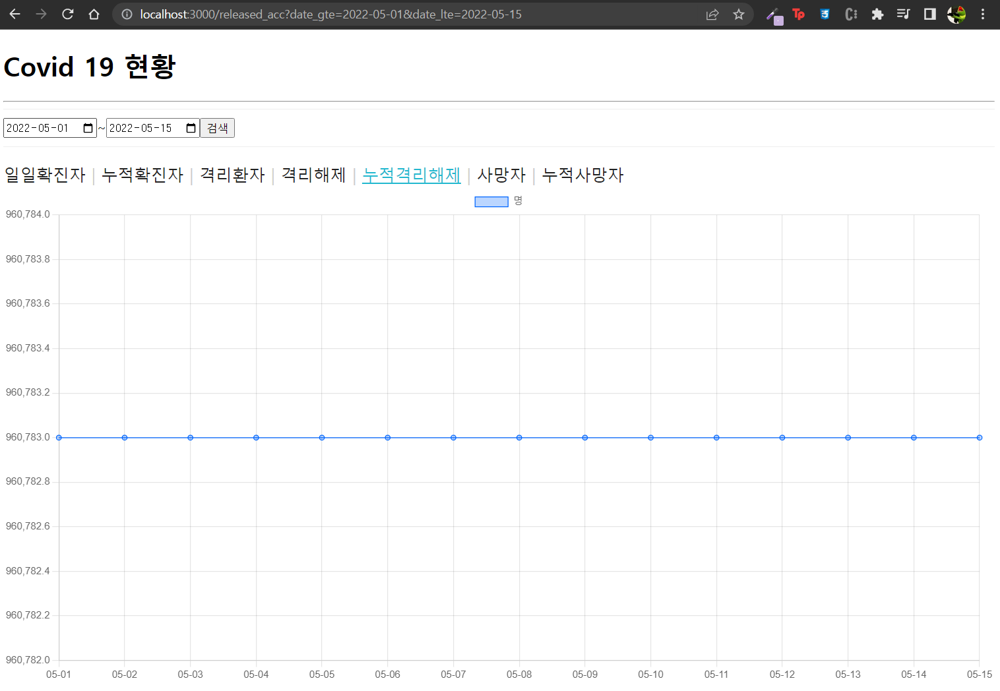 localhost:3000/released_acc?date_gte=2022-05-01&date_lte=2022-05-15
Covid 19 현황
2022-05-01 ~ 2022-05-15 검색
일일확진자 | 누적확진자 | 격리환자 | 격리해제 | 누적격리해제 | 사망자 | 누적사망자
명
960,784.0
960,783.8
960,783.6
960,783.4
960,783.2
960,783.0
960,782.8
960,782.6
960,782.4
960,782.2
960,782.0
05-01 05-02 05-03 05-04 05-05 05-06 05-07 05-08 05-09 05-10 05-11 05-12 05-13 05-14 05-15